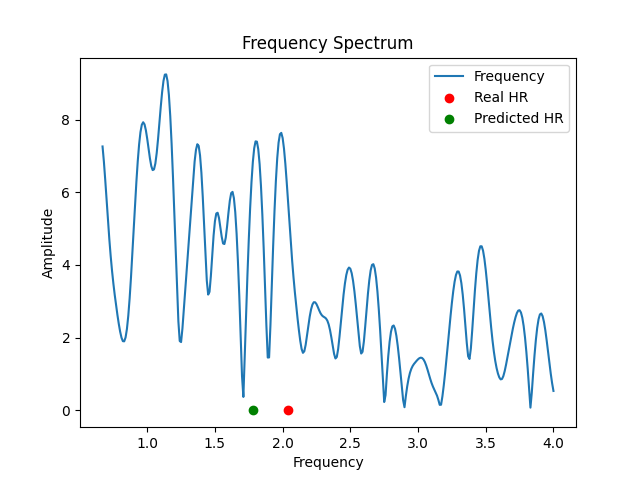 Frequency Spectrum
Frequency
Real HR
Predicted HR
Amplitude
8
6
4
2
0
1.0 1.5 2.0 2.5 3.0 3.5 4.0
Frequency